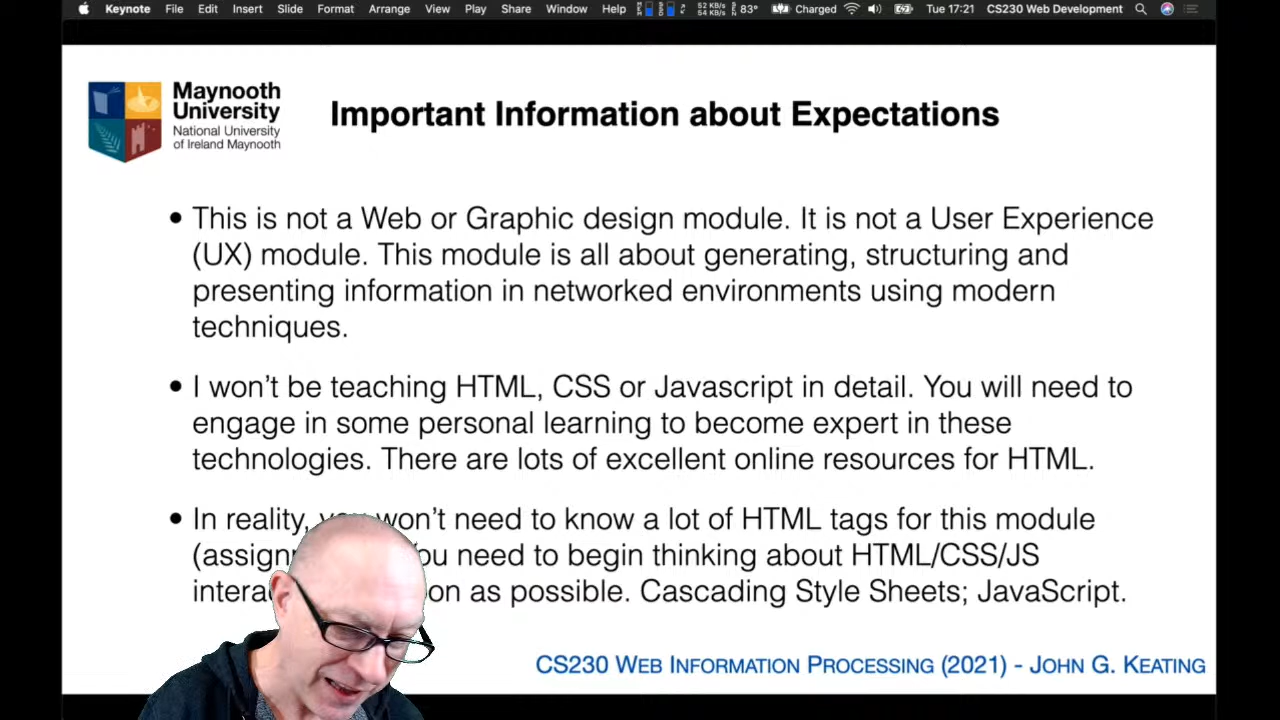 Keynote File Edit Insert Slide Format Arrange View Play Share Window Help 52 KB/s 54 KB/s 83° Charged Tue 17:21 CS230 Web Development
Maynooth
University
National University
of Ireland Maynooth
Important Information about Expectations
• This is not a Web or Graphic design module. It is not a User Experience
(UX) module. This module is all about generating, structuring and
presenting information in networked environments using modern
techniques.
• I won't be teaching HTML, CSS or Javascript in detail. You will need to
engage in some personal learning to become expert in these
technologies. There are lots of excellent online resources for HTML.
• In reality, won't need to know a lot of HTML tags for this module
need to begin thinking about HTML/CSS/JS
as possible. Cascading Style Sheets; JavaScript.
CS230 Web Information Processing (2021) - John G. Keating